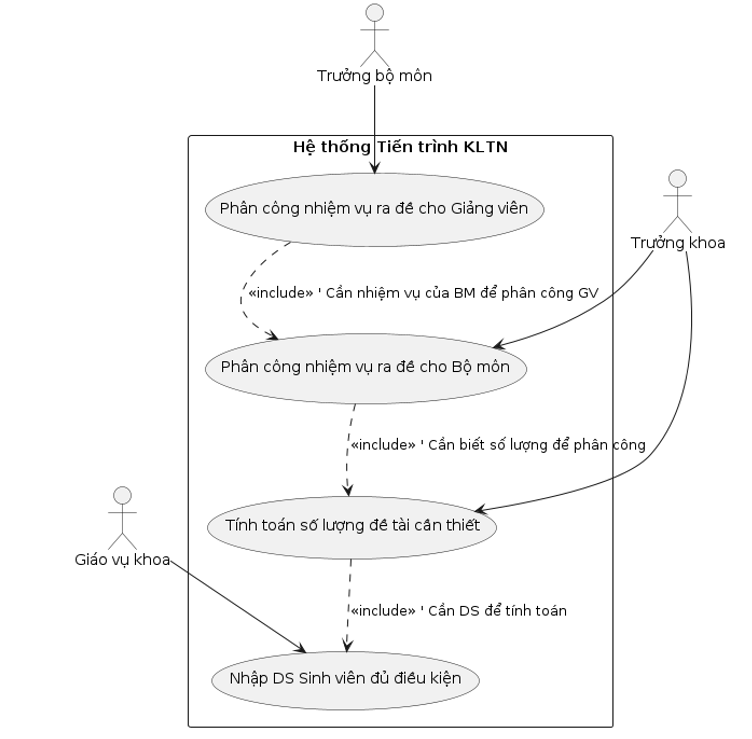 Trưởng bộ môn
Hệ thống Tiến trình KLTN
Phân công nhiệm vụ ra đề cho Giảng viên
Trưởng khoa
«include» ' Cần nhiệm vụ của BM để phân công GV
Phân công nhiệm vụ ra đề cho Bộ môn
«include» ' Cần biết số lượng để phân công
Tính toán số lượng đề tài cần thiết
Giáo vụ khoa
«include» ' Cần DS để tính toán
Nhập DS Sinh viên đủ điều kiện